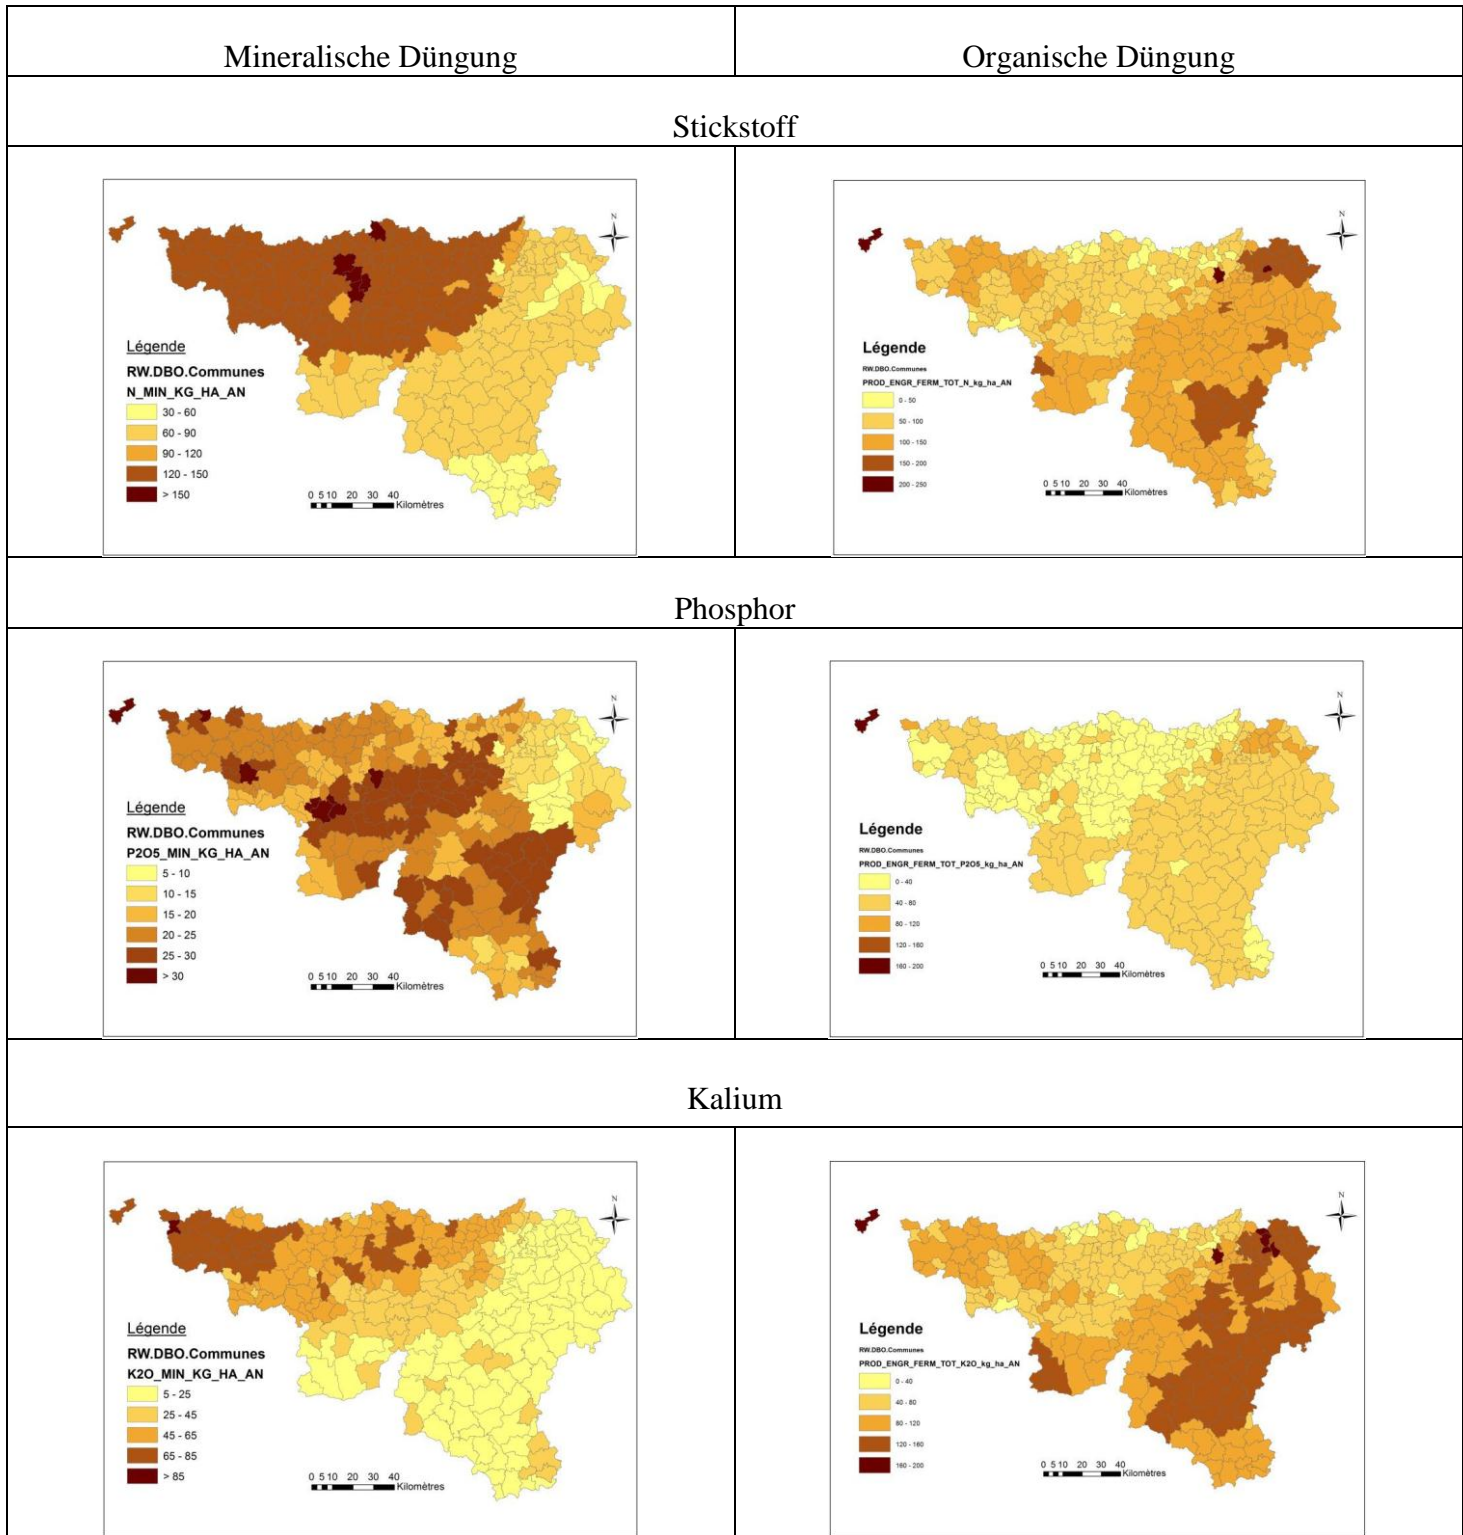 Mineralische Düngung
Organische Düngung
Stickstoff
N
Légende
RW.DBO.Communes
N_MIN_KG_HA_AN
30 - 60
60 - 90
90 - 120
120 - 150
> 150
0 5 10 20 30 40
Kilomètres
N
Légende
RW.DBO.Communes
PROD_ENGR_FERM_TOT_N_kg_ha_AN
0 - 50
50 - 100
100 - 150
150 - 200
200 - 250
0 5 10 20 30 40
Kilomètres
Phosphor
N
Légende
RW.DBO.Communes
P2O5_MIN_KG_HA_AN
5 - 10
10 - 15
15 - 20
20 - 25
25 - 30
> 30
0 5 10 20 30 40
Kilomètres
N
Légende
RW.DBO.Communes
PROD_ENGR_FERM_TOT_P2O5_kg_ha_AN
0 - 40
40 - 80
80 - 120
120 - 160
160 - 200
0 5 10 20 30 40
Kilomètres
Kalium
N
Légende
RW.DBO.Communes
K2O_MIN_KG_HA_AN
5 - 25
25 - 45
45 - 65
65 - 85
> 85
0 5 10 20 30 40
Kilomètres
N
Légende
RW.DBO.Communes
PROD_ENGR_FERM_TOT_K2O_kg_ha_AN
0 - 40
40 - 80
80 - 120
120 - 160
160 - 200
0 5 10 20 30 40
Kilomètres